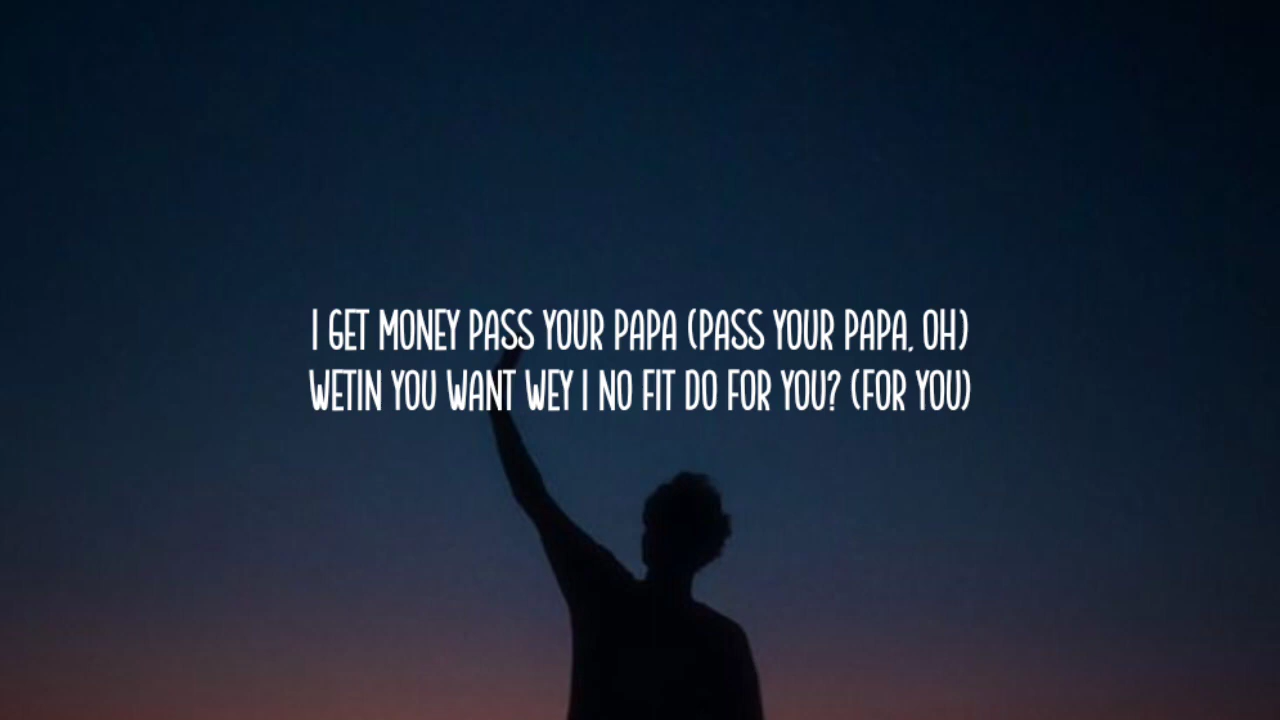 I GET MONEY PASS YOUR PAPA (PASS YOUR PAPA, OH)
WETIN YOU WANT WEY I NO FIT DO FOR YOU? (FOR YOU)